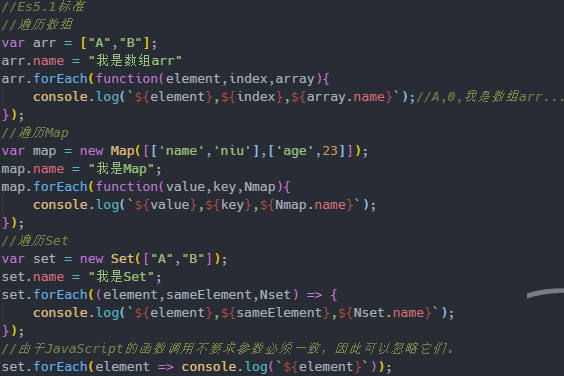 //Es5.1标准
//遍历数组
var arr = ["A","B"];
arr.name = "我是数组arr"
arr.forEach(function(element,index,array){
console.log(`${element},${index},${array.name}`);//A,0,我是数组arr...
});
//遍历Map
var map = new Map([['name','niu'],['age',23]]);
map.name = "我是Map";
map.forEach(function(value,key,Nmap){
console.log(`${value},${key},${Nmap.name}`);
});
//遍历Set
var set = new Set(["A","B"]);
set.name = "我是Set";
set.forEach((element,sameElement,Nset) => {
console.log(`${element},${sameElement},${Nset.name}`);
});
//由于JavaScript的函数调用不要求参数必须一致，因此可以忽略它们。
set.forEach(element => console.log(`${element}`));